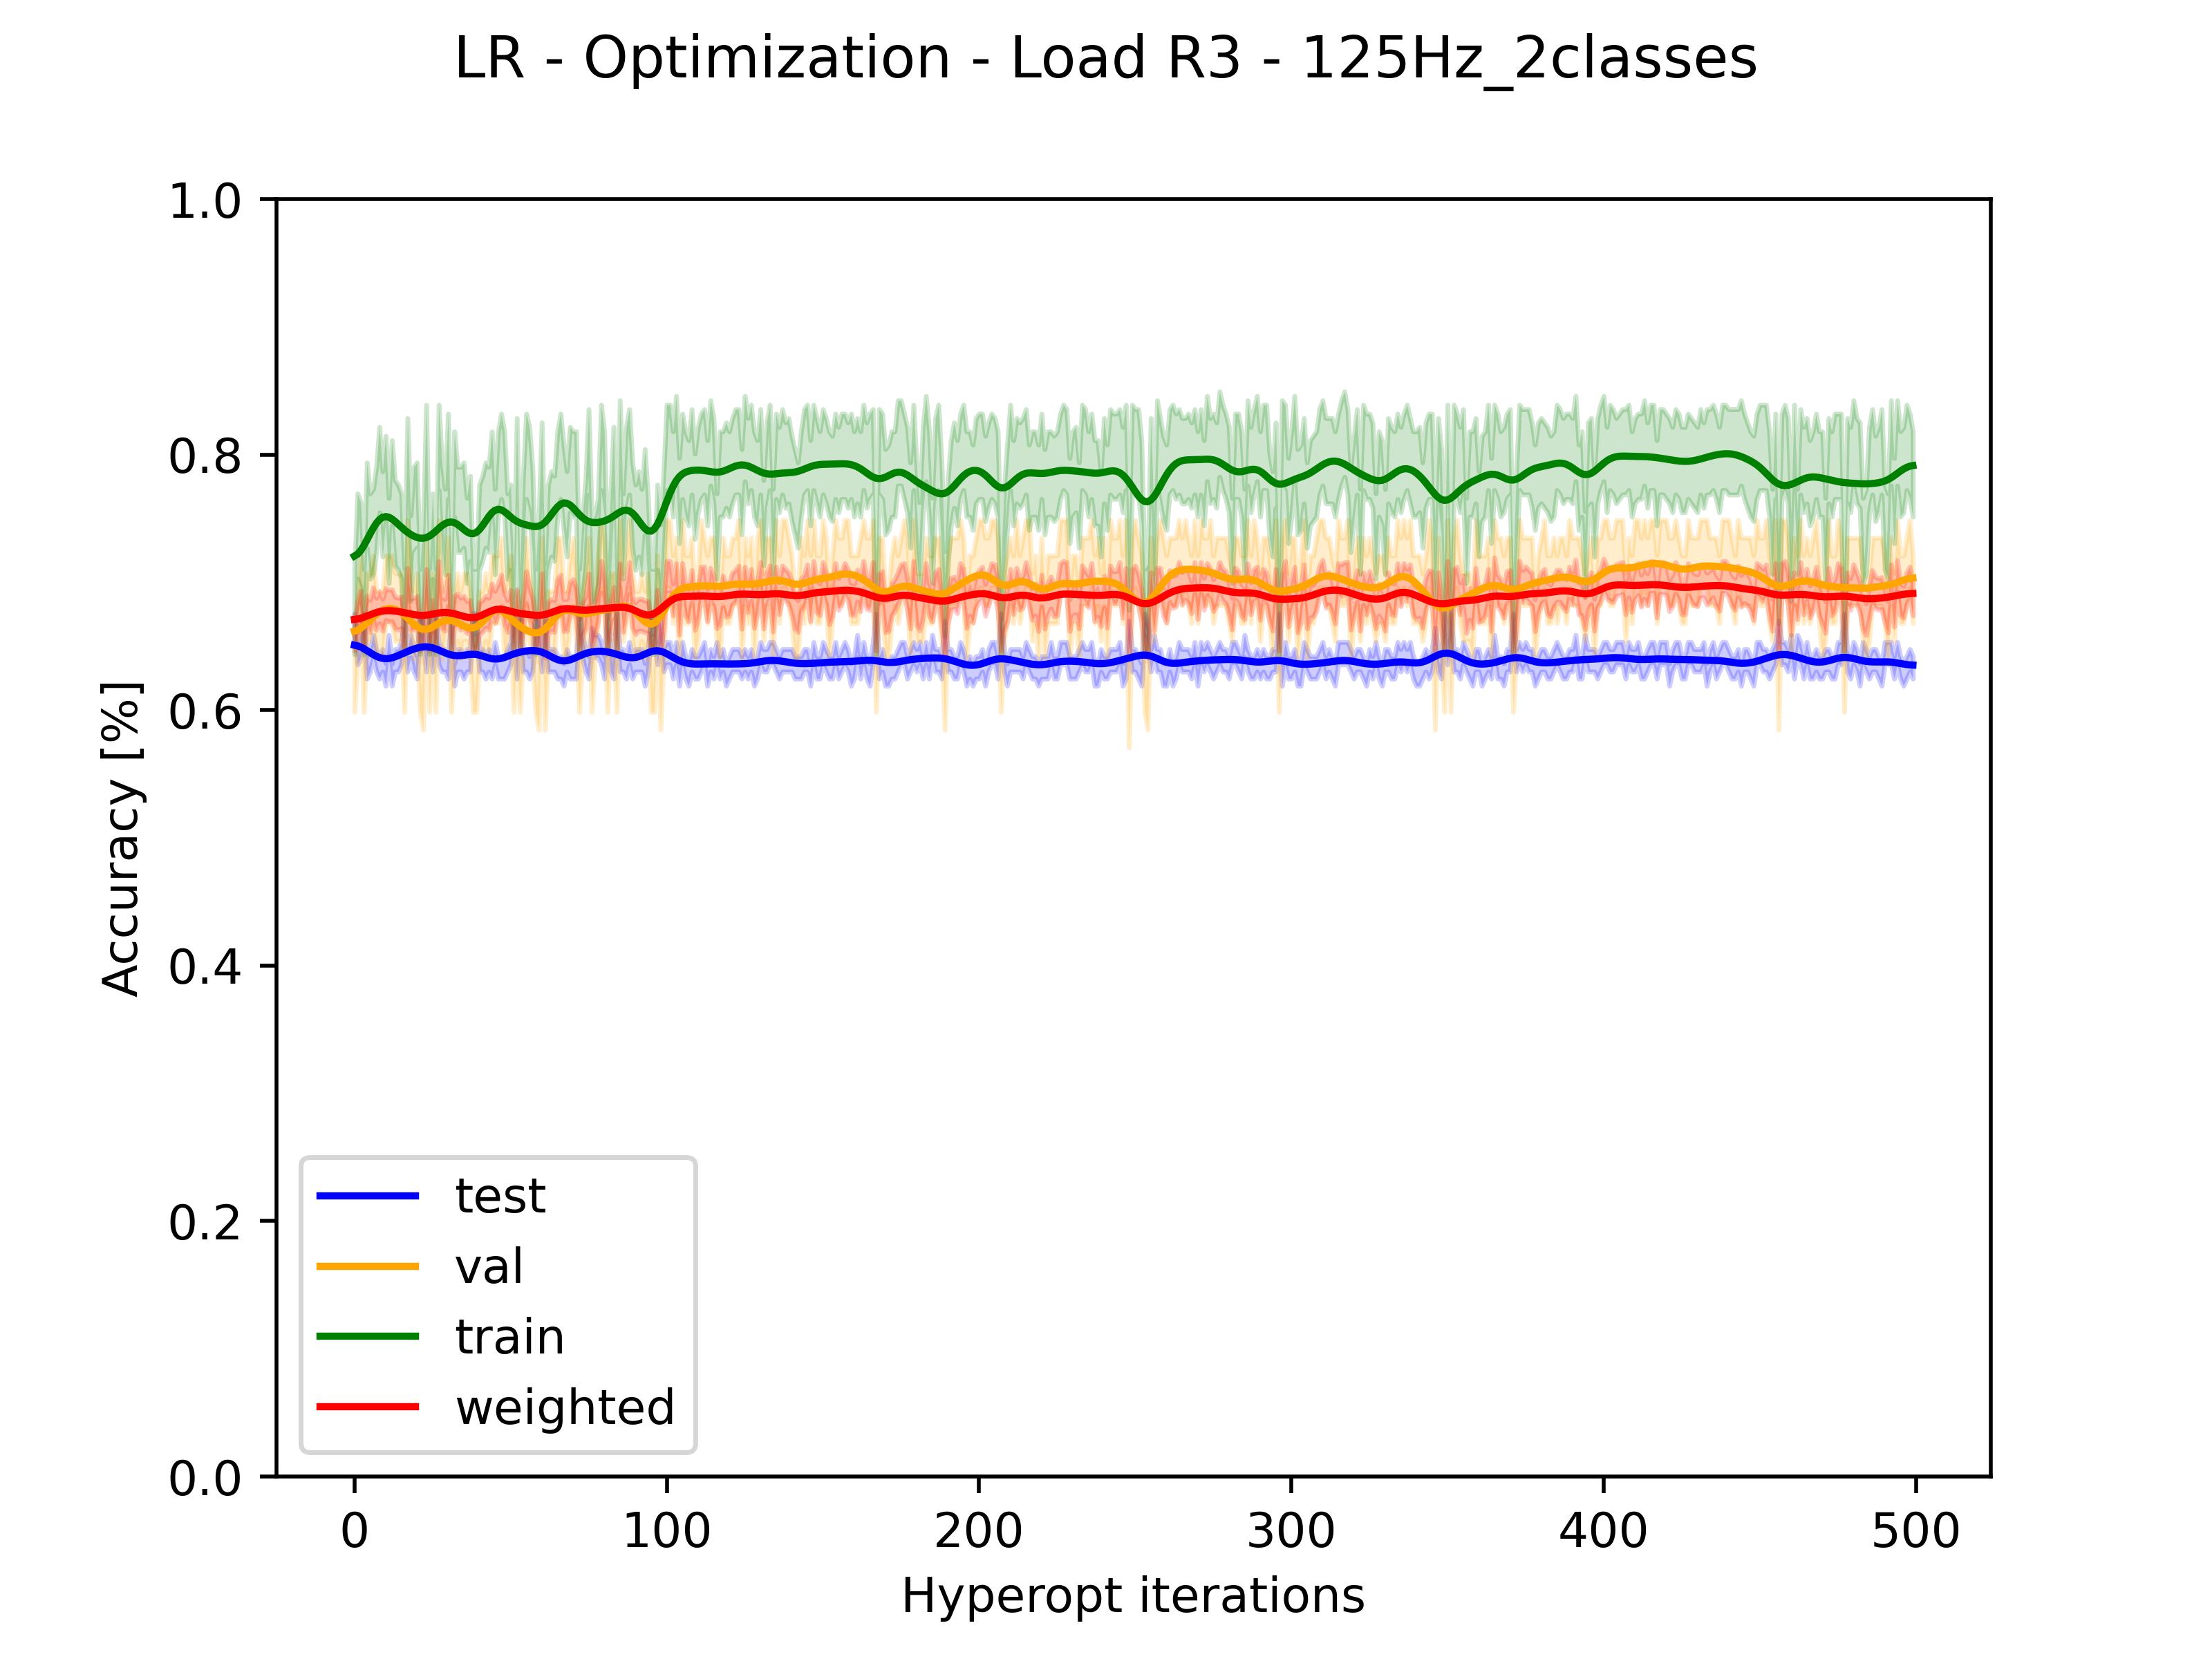 LR - Optimization - Load R3 - 125Hz_2classes
1.0
0.8
0.6
0.4
0.2
0.0
Accuracy [%]
test
val
train
weighted
0 100 200 300 400 500
Hyperopt iterations